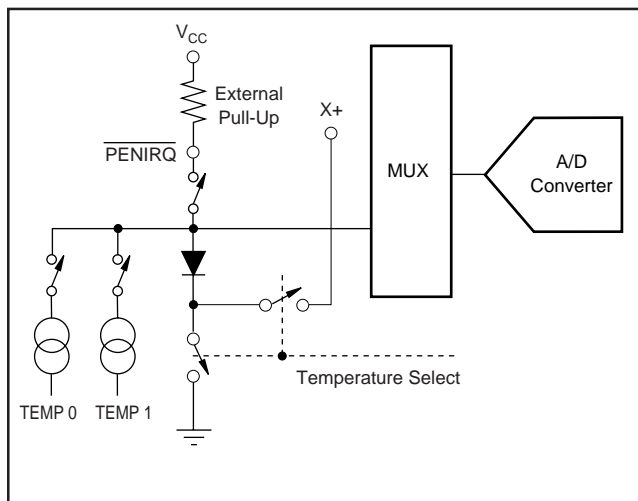 V_CC
External
Pull-Up
X+
PENIRQ
MUX
A/D
Converter
Temperature Select
TEMP 0 TEMP 1